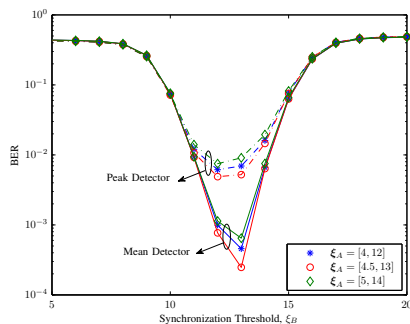 10^0
10^{-1}
10^{-2}
10^{-3}
10^{-4}
BER
Peak Detector
Mean Detector
ξ_A = [4, 12]
ξ_A = [4.5, 13]
ξ_A = [5, 14]
5 10 15 20
Synchronization Threshold, ξ_B